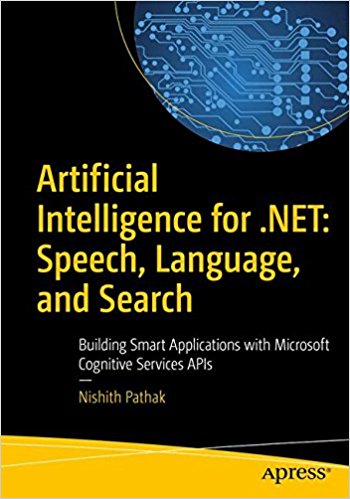 Artificial
Intelligence for .NET:
Speech, Language,
and Search
Building Smart Applications with Microsoft
Cognitive Services APIs
—
Nishith Pathak
Apress®